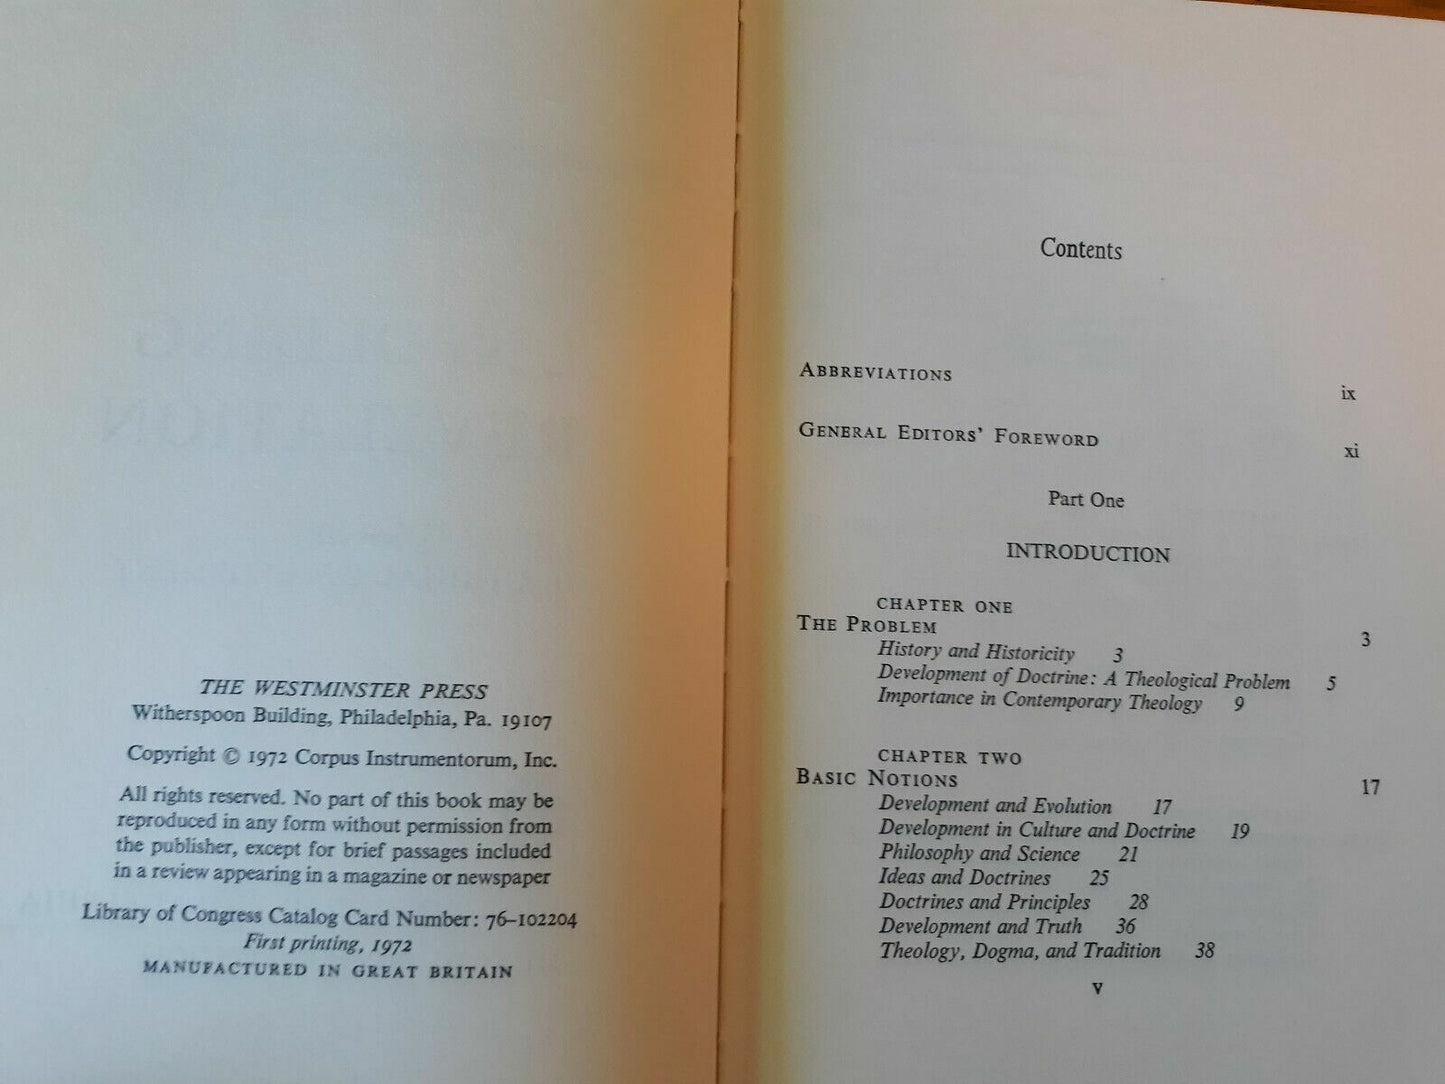 THE WESTMINSTER PRESS
Witherspoon Building, Philadelphia, Pa. 19107
Copyright © 1972 Corpus Instrumentorum, Inc.
All rights reserved. No part of this book may be
reproduced in any form without permission from
the publisher, except for brief passages included
in a review appearing in a magazine or newspaper
Library of Congress Catalog Card Number: 76–102204
First printing, 1972
MANUFACTURED IN GREAT BRITAIN
Contents
ABBREVIATIONS ix
GENERAL EDITORS' FOREWORD xi
Part One
INTRODUCTION
CHAPTER ONE
THE PROBLEM 3
History and Historicity 3
Development of Doctrine: A Theological Problem 5
Importance in Contemporary Theology 9
CHAPTER TWO
BASIC NOTIONS 17
Development and Evolution 17
Development in Culture and Doctrine 19
Philosophy and Science 21
Ideas and Doctrines 25
Doctrines and Principles 28
Development and Truth 36
Theology, Dogma, and Tradition 38
v